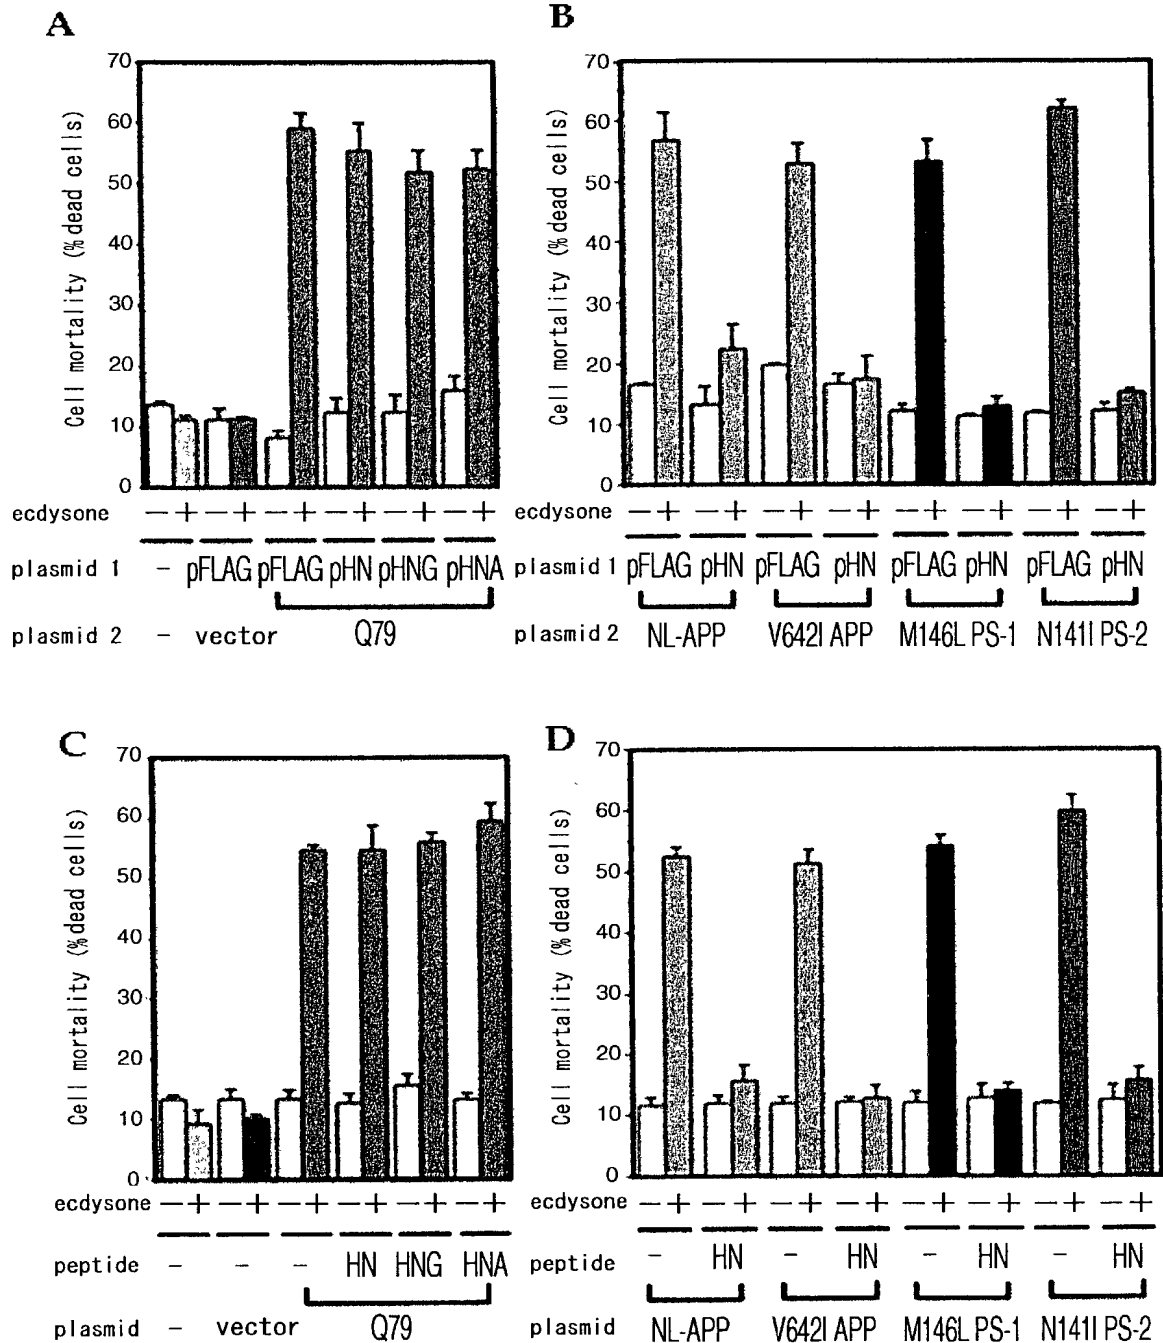 A
Cell mortality (% dead cells)
70
60
50
40
30
20
10
0
ecdysone − + − + − + − + − + − +
plasmid 1 − pFLAG pFLAG pHN pHNG pHNA
plasmid 2 − vector Q79
B
Cell mortality (% dead cells)
70
60
50
40
30
20
10
0
ecdysone − + − + − + − + − + − + − + − +
plasmid 1 pFLAG pHN pFLAG pHN pFLAG pHN pFLAG pHN
plasmid 2 NL-APP V642I APP M146L PS-1 N141I PS-2
C
Cell mortality (% dead cells)
70
60
50
40
30
20
10
0
ecdysone − + − + − + − + − + − +
peptide − − − HN HNG HNA
plasmid − vector Q79
D
Cell mortality (% dead cells)
70
60
50
40
30
20
10
0
ecdysone − + − + − + − + − + − + − + − +
peptide − HN − HN − HN − HN
plasmid NL-APP V642I APP M146L PS-1 N141I PS-2